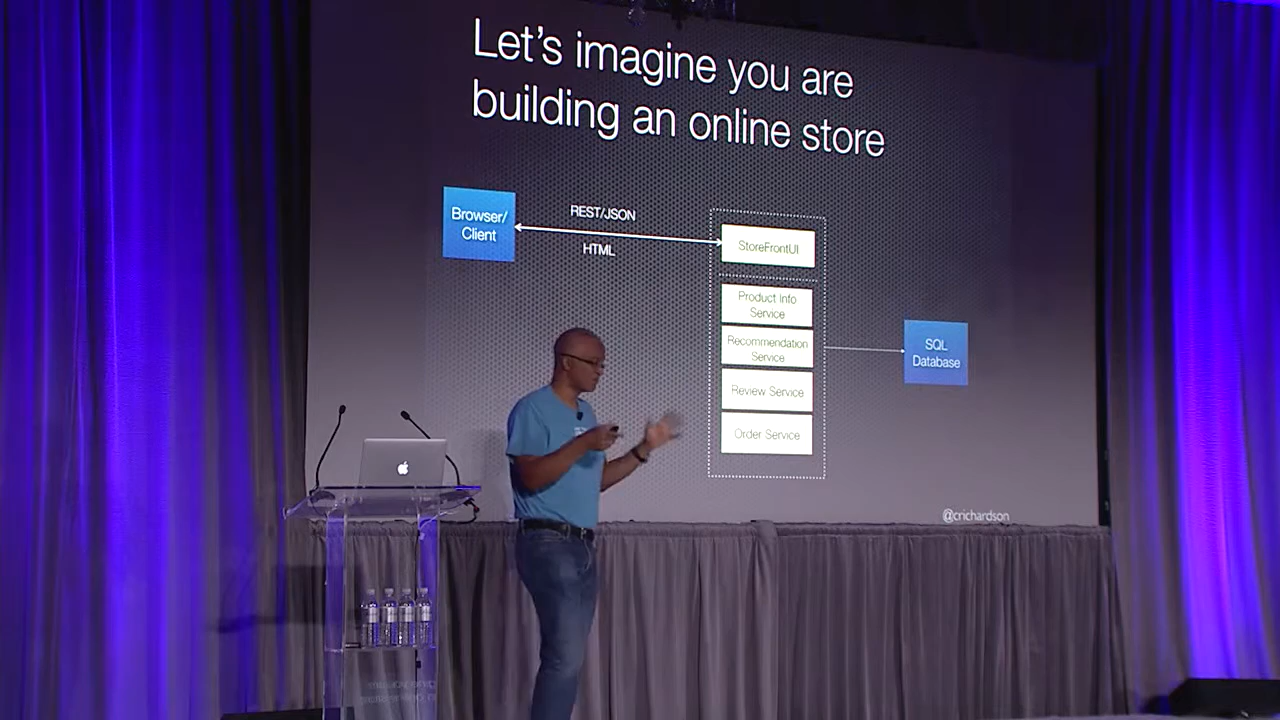 Let's imagine you are
building an online store
Browser/
Client
REST/JSON
HTML
StoreFrontUI
Product Info
Service
Recommendation
Service
Review Service
Order Service
SQL
Database
@crichardson